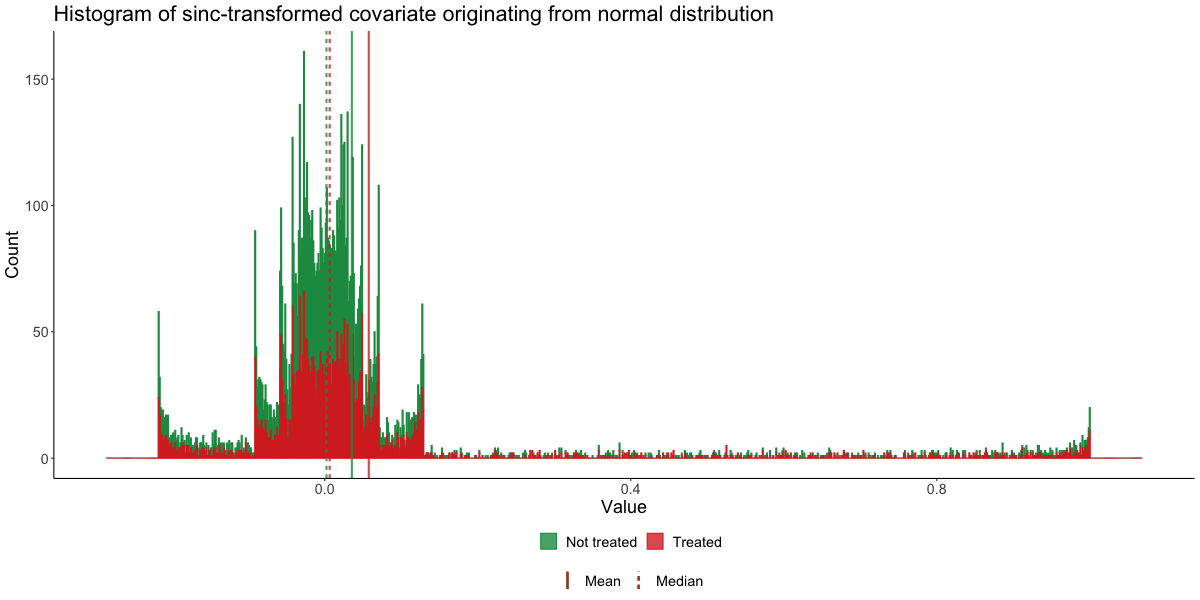 Histogram of sinc-transformed covariate originating from normal distribution
150
100
50
0
Count
0.0 0.4 0.8
Value
Not treated Treated
Mean Median